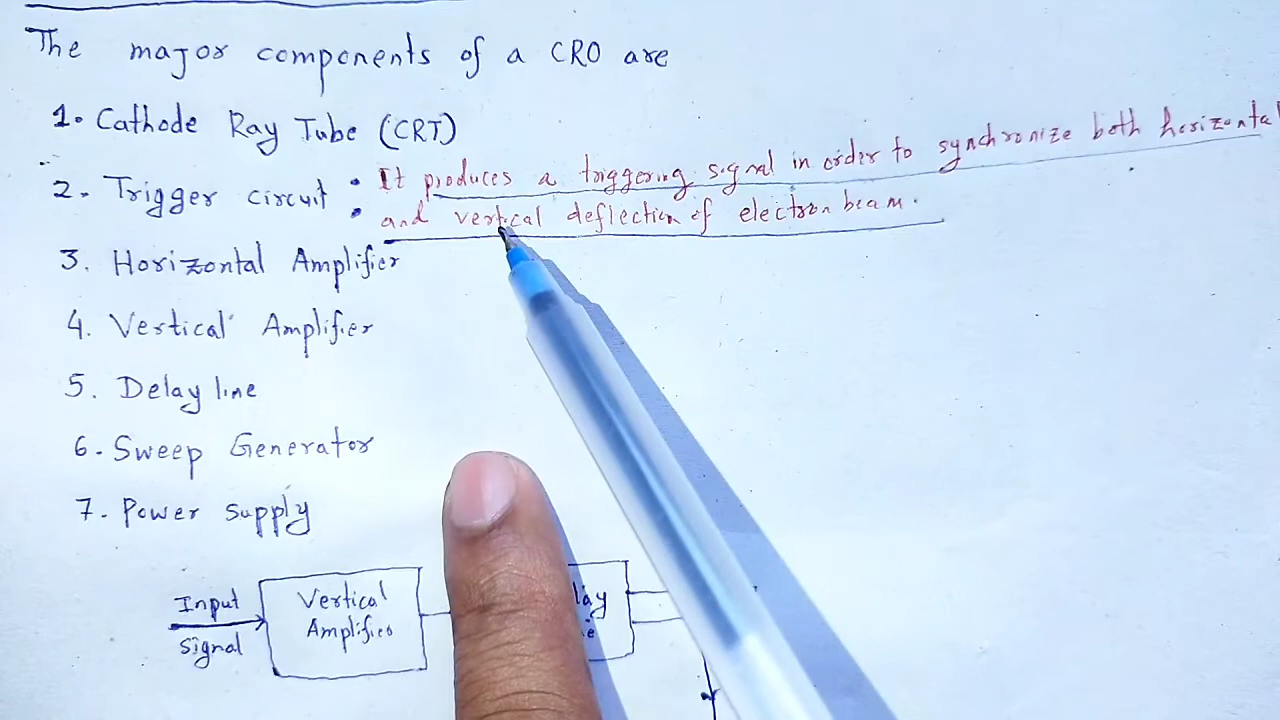 The major components of a CRO are
1. Cathode Ray Tube (CRT)
2. Trigger circuit : It produces a triggering signal in order to synchronize both horizontal
and vertical deflection of electron beam.
3. Horizontal Amplifier
4. Vertical Amplifier
5. Delay line
6. Sweep Generator
7. Power supply
Input
signal
Vertical
Amplifier